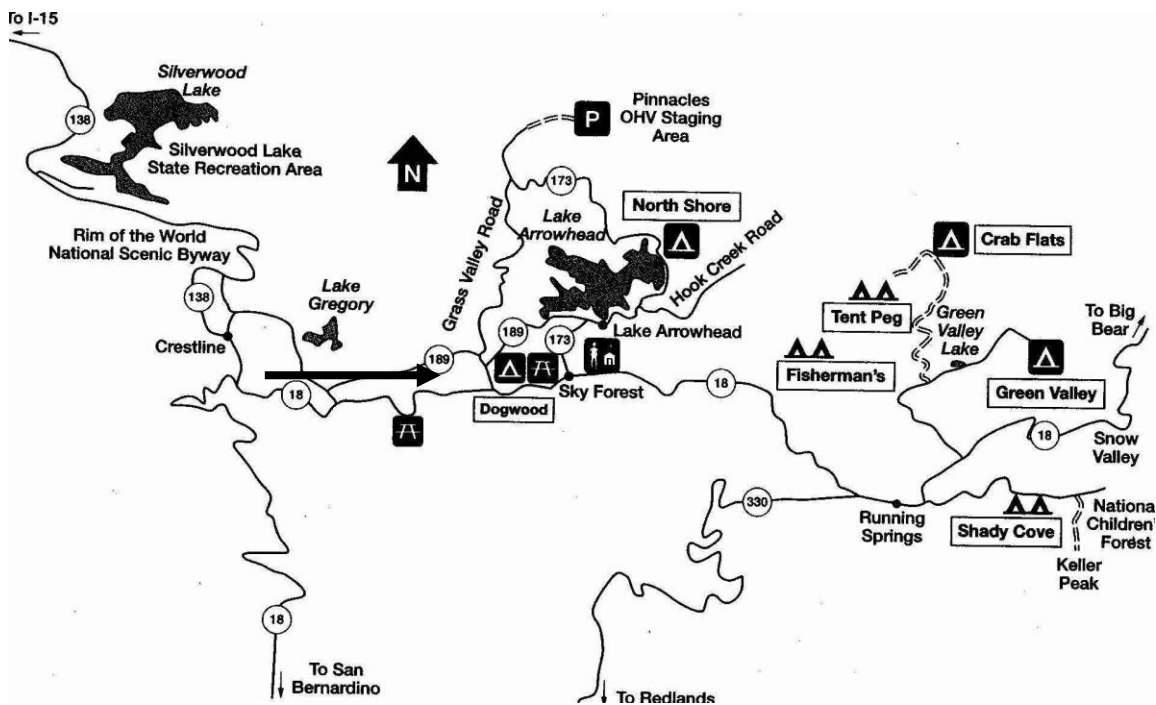 To I-15
Silverwood
Lake
138
Silverwood Lake
State Recreation Area
N
P
Pinnacles
OHV Staging
Area
173
Grass Valley Road
Lake
Arrowhead
North Shore
Hook Creek Road
Crab Flats
Rim of the World
National Scenic Byway
138
Lake
Gregory
Crestline
189
189
173
Lake Arrowhead
Tent Peg
Green
Valley
Lake
To Big
Bear
Fisherman's
Green Valley
18
Dogwood
Sky Forest
18
18
Snow
Valley
330
Running
Springs
Shady Cove
National
Children'
Forest
Keller
Peak
18
To San
Bernardino
To Redlands